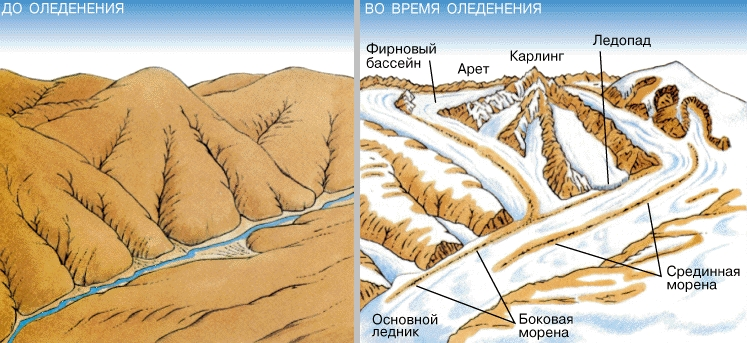 ДО ОЛЕДЕНЕНИЯ
ВО ВРЕМЯ ОЛЕДЕНЕНИЯ
Фирновый
бассейн
Арет
Карлинг
Ледопад
Срединная
морена
Основной
ледник
Боковая
морена